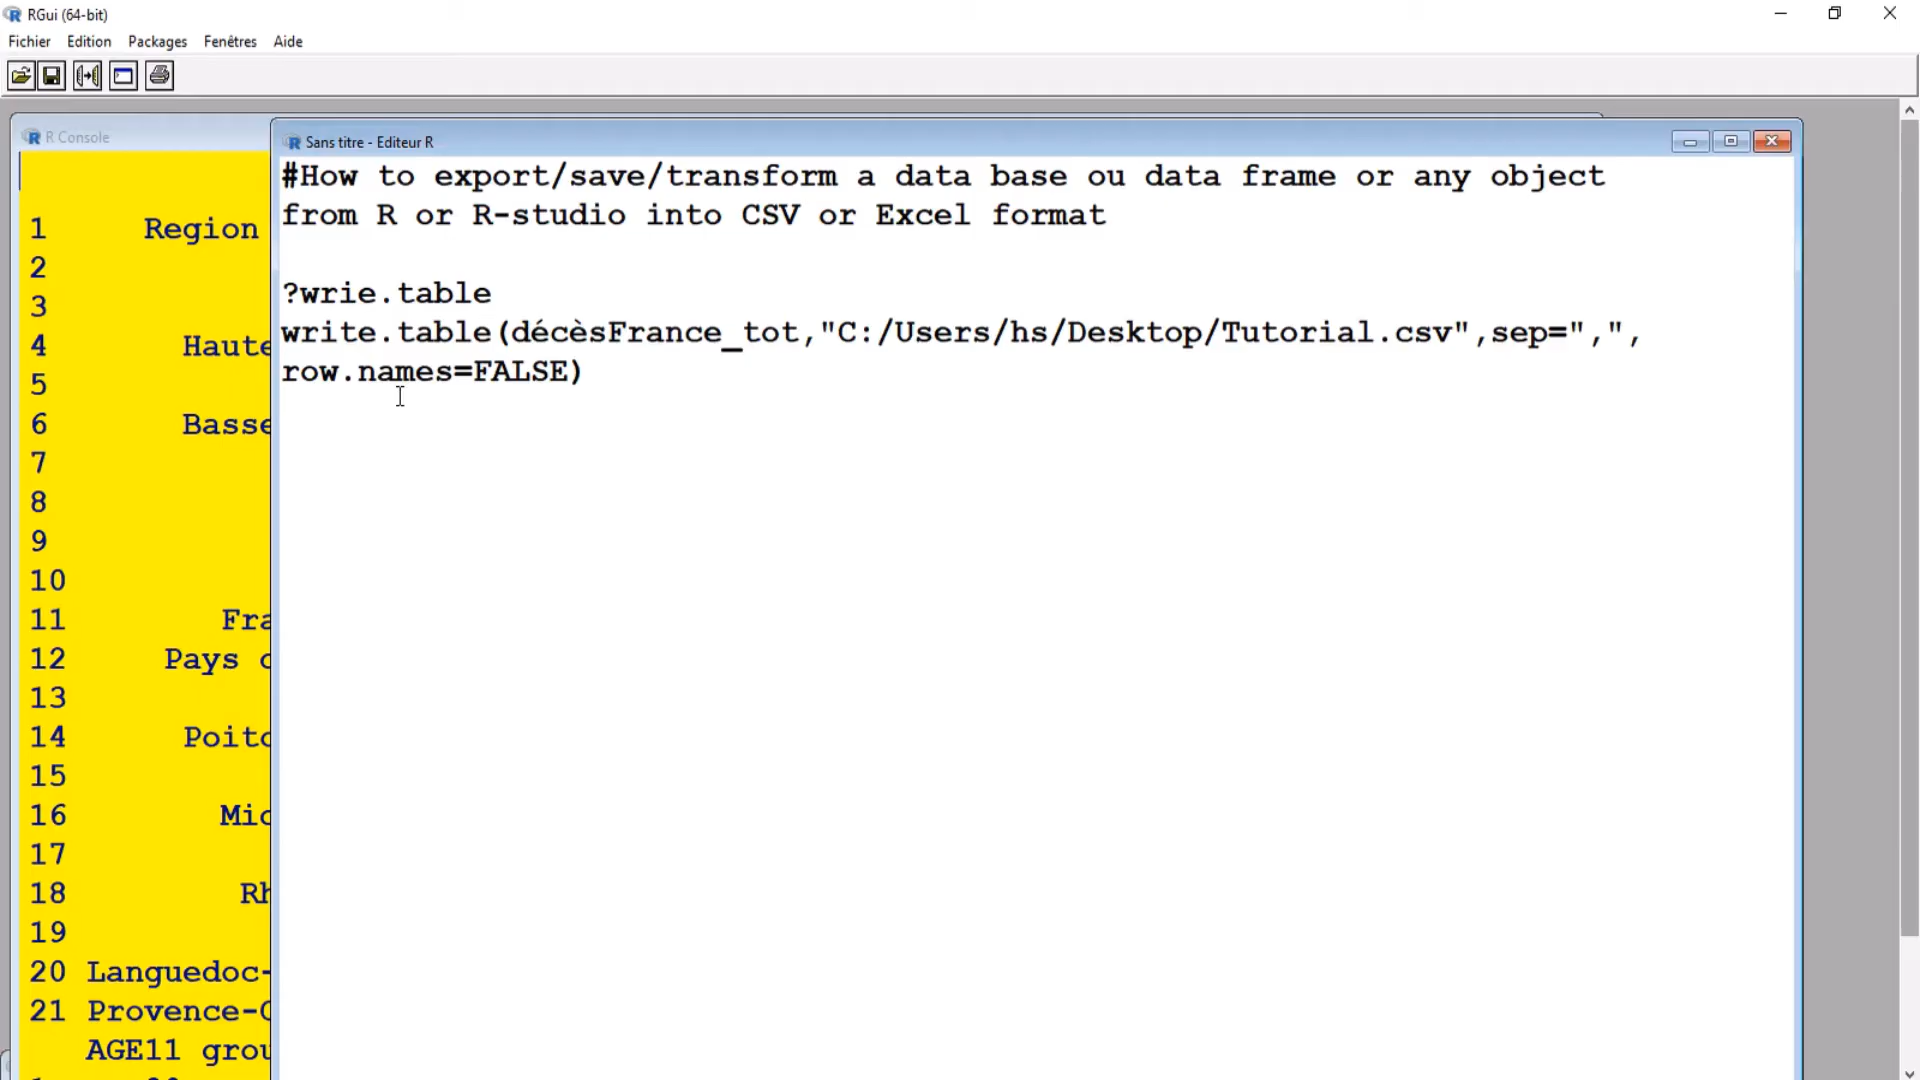 RGui (64-bit)
Fichier Edition Packages Fenêtres Aide
R Console
1 Region
2
3
4 Haute
5
6 Basse
7
8
9
10
11 Fra
12 Pays
13
14 Poito
15
16 Mid
17
18 Rh
19
20 Languedoc-
21 Provence-
AGE11 grou
Sans titre - Editeur R
#How to export/save/transform a data base ou data frame or any object
from R or R-studio into CSV or Excel format
?wrie.table
write.table(décèsFrance_tot,"C:/Users/hs/Desktop/Tutorial.csv",sep=",",
row.names=FALSE)